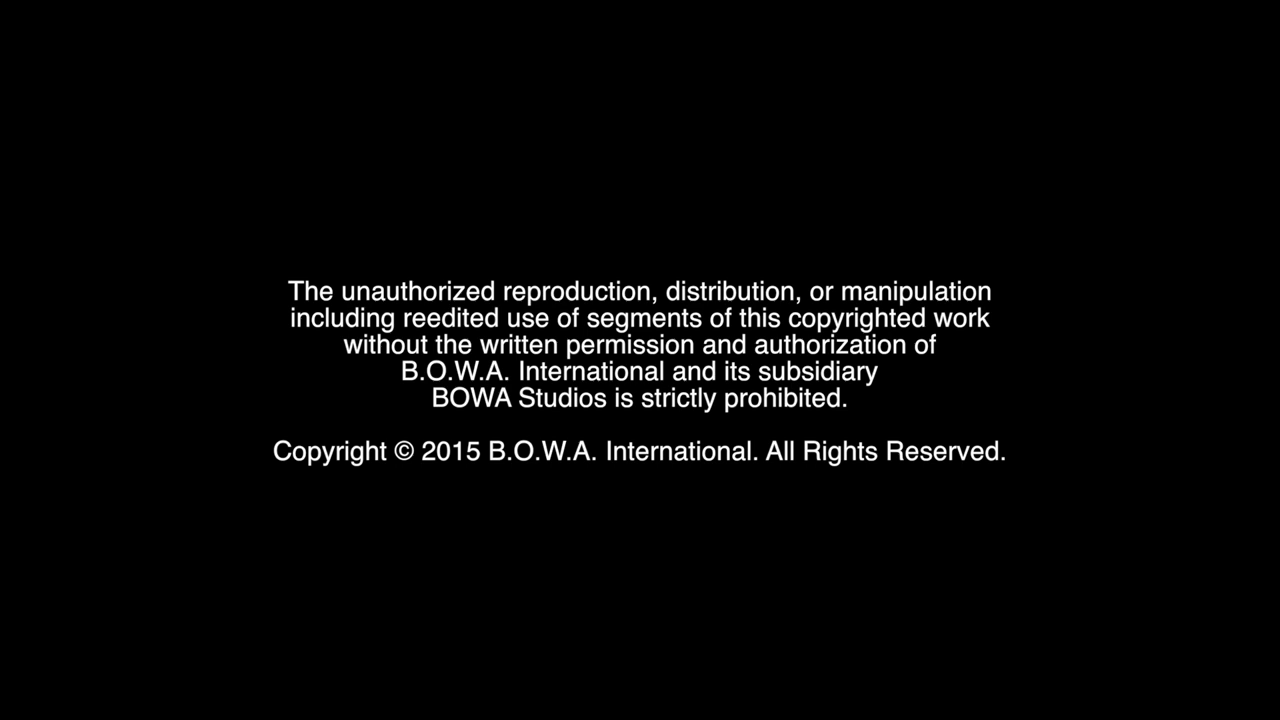 The unauthorized reproduction, distribution, or manipulation
including reedited use of segments of this copyrighted work
without the written permission and authorization of
B.O.W.A. International and its subsidiary
BOWA Studios is strictly prohibited.
Copyright © 2015 B.O.W.A. International. All Rights Reserved.